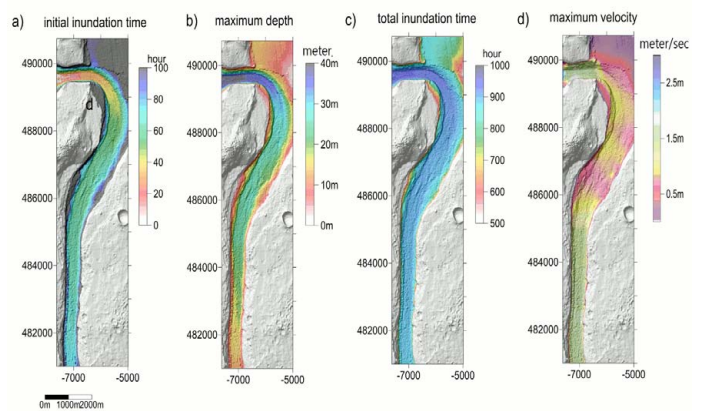 a) initial inundation time
hour
100
80
60
40
20
0
490000
488000
486000
484000
482000
d
-7000 -5000
0m 1000m2000m
b) maximum depth
meter
40m
30m
20m
10m
0m
490000
488000
486000
484000
482000
-7000 -5000
c) total inundation time
hour
1000
900
800
700
600
500
490000
488000
486000
484000
482000
-7000 -5000
d) maximum velocity
meter/sec
2.5m
1.5m
0.5m
490000
488000
486000
484000
482000
-7000 -5000